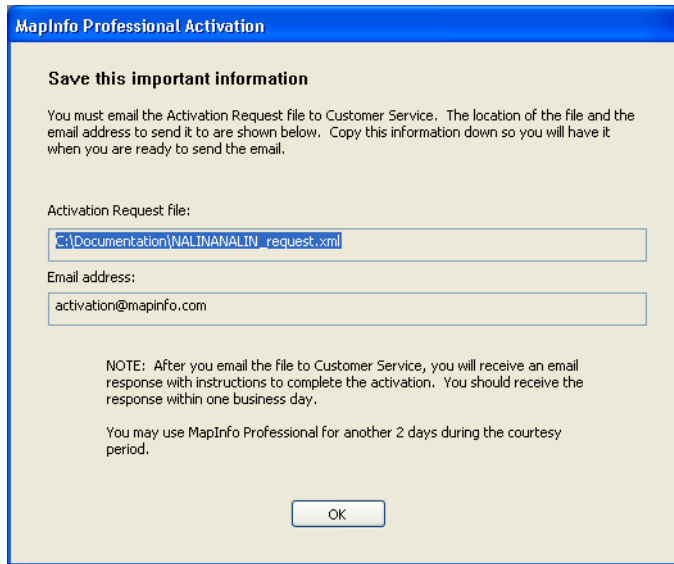 MapInfo Professional Activation
Save this important information
You must email the Activation Request file to Customer Service. The location of the file and the
email address to send it to are shown below. Copy this information down so you will have it
when you are ready to send the email.
Activation Request file:
C:\Documentation\NALINANALIN_request.xml
Email address:
activation@mapinfo.com
NOTE: After you email the file to Customer Service, you will receive an email
response with instructions to complete the activation. You should receive the
response within one business day.
You may use MapInfo Professional for another 2 days during the courtesy
period.
OK